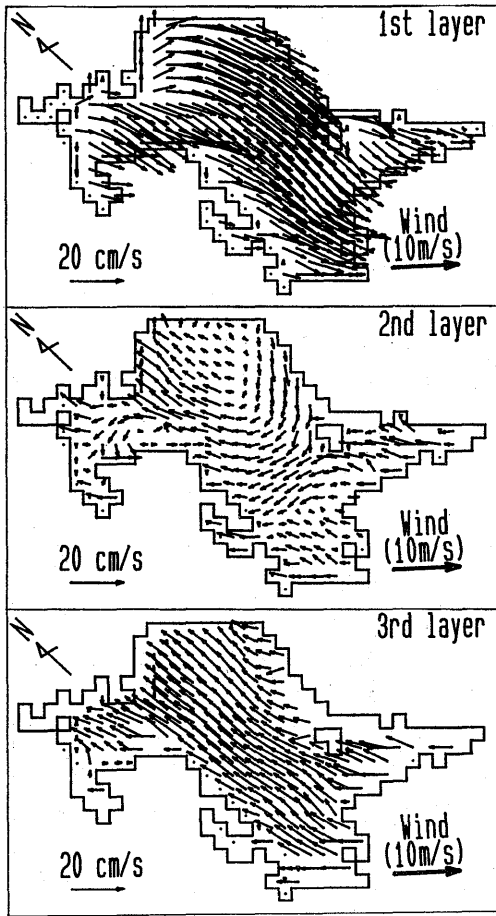 1st layer
N
Wind
(10m/s)
20 cm/s
2nd layer
N
Wind
(10m/s)
20 cm/s
3rd layer
N
Wind
(10m/s)
20 cm/s